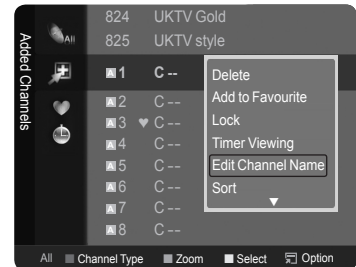 824 UKTV Gold
825 UKTV style
Added Channels
All
A 1 C --
A 2 C --
A 3 ♥ C --
A 4 C --
A 5 C --
A 6 C --
A 7 C --
A 8 C --
Delete
Add to Favourite
Lock
Timer Viewing
Edit Channel Name
Sort
▼
All Channel Type Zoom Select Option